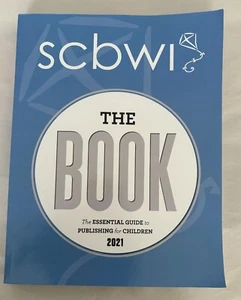 scbwi
THE
BOOK
The ESSENTIAL GUIDE to
PUBLISHING for CHILDREN
2021